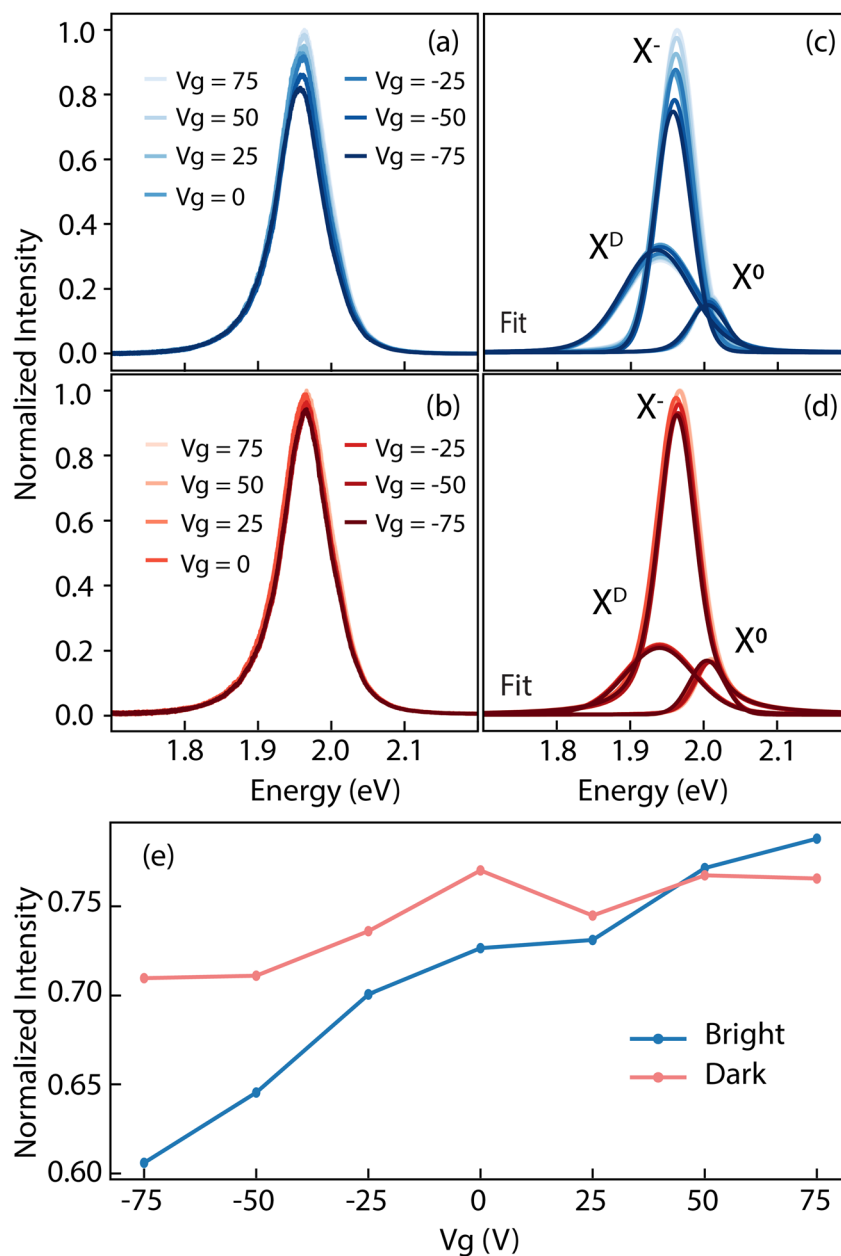 (a)
Vg = 75
Vg = 50
Vg = 25
Vg = 0
Vg = -25
Vg = -50
Vg = -75
1.0
0.8
0.6
0.4
0.2
0.0
(c)
X⁻
Xᴰ
X⁰
Fit
Normalized Intensity
(b)
Vg = 75
Vg = 50
Vg = 25
Vg = 0
Vg = -25
Vg = -50
Vg = -75
1.0
0.8
0.6
0.4
0.2
0.0
1.8 1.9 2.0 2.1
Energy (eV)
(d)
X⁻
Xᴰ
X⁰
Fit
1.8 1.9 2.0 2.1
Energy (eV)
(e)
Normalized Intensity
0.75
0.70
0.65
0.60
Bright
Dark
-75 -50 -25 0 25 50 75
Vg (V)